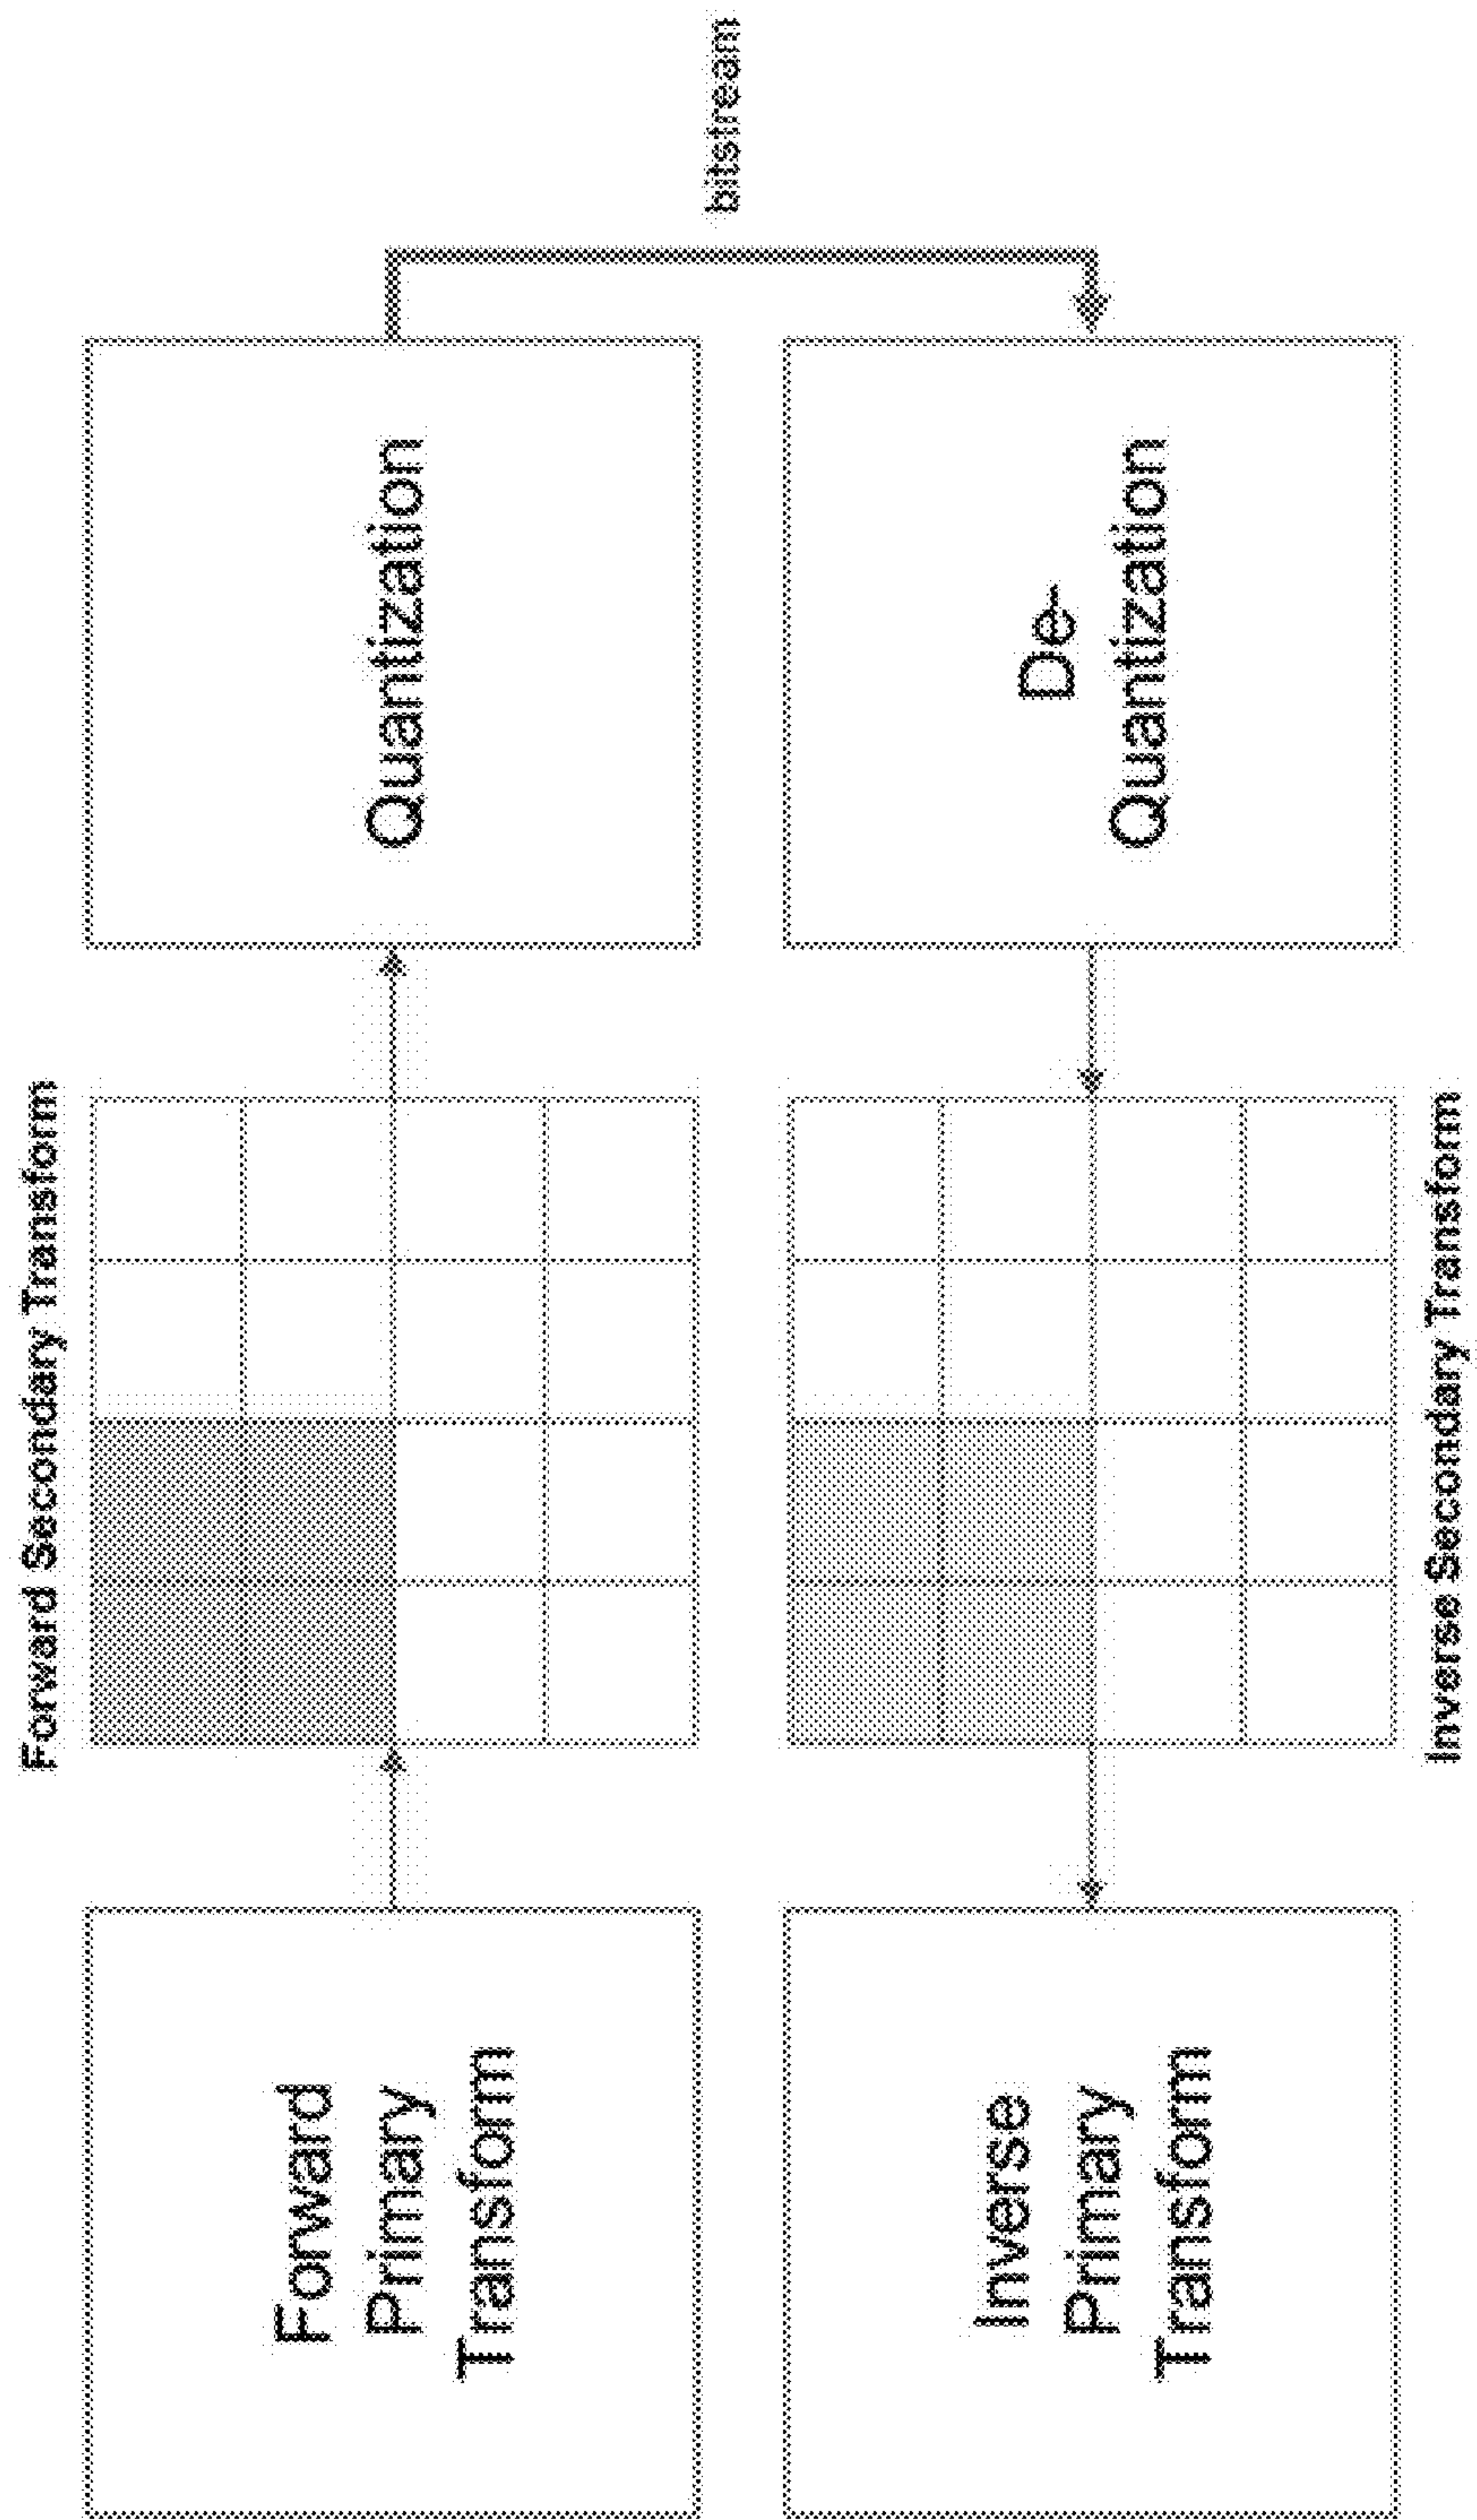 Forward Secondary Transform
Forward
Primary
Transform
Quantization
bitstream
Inverse
Primary
Transform
De-
Quantization
Inverse Secondary Transform